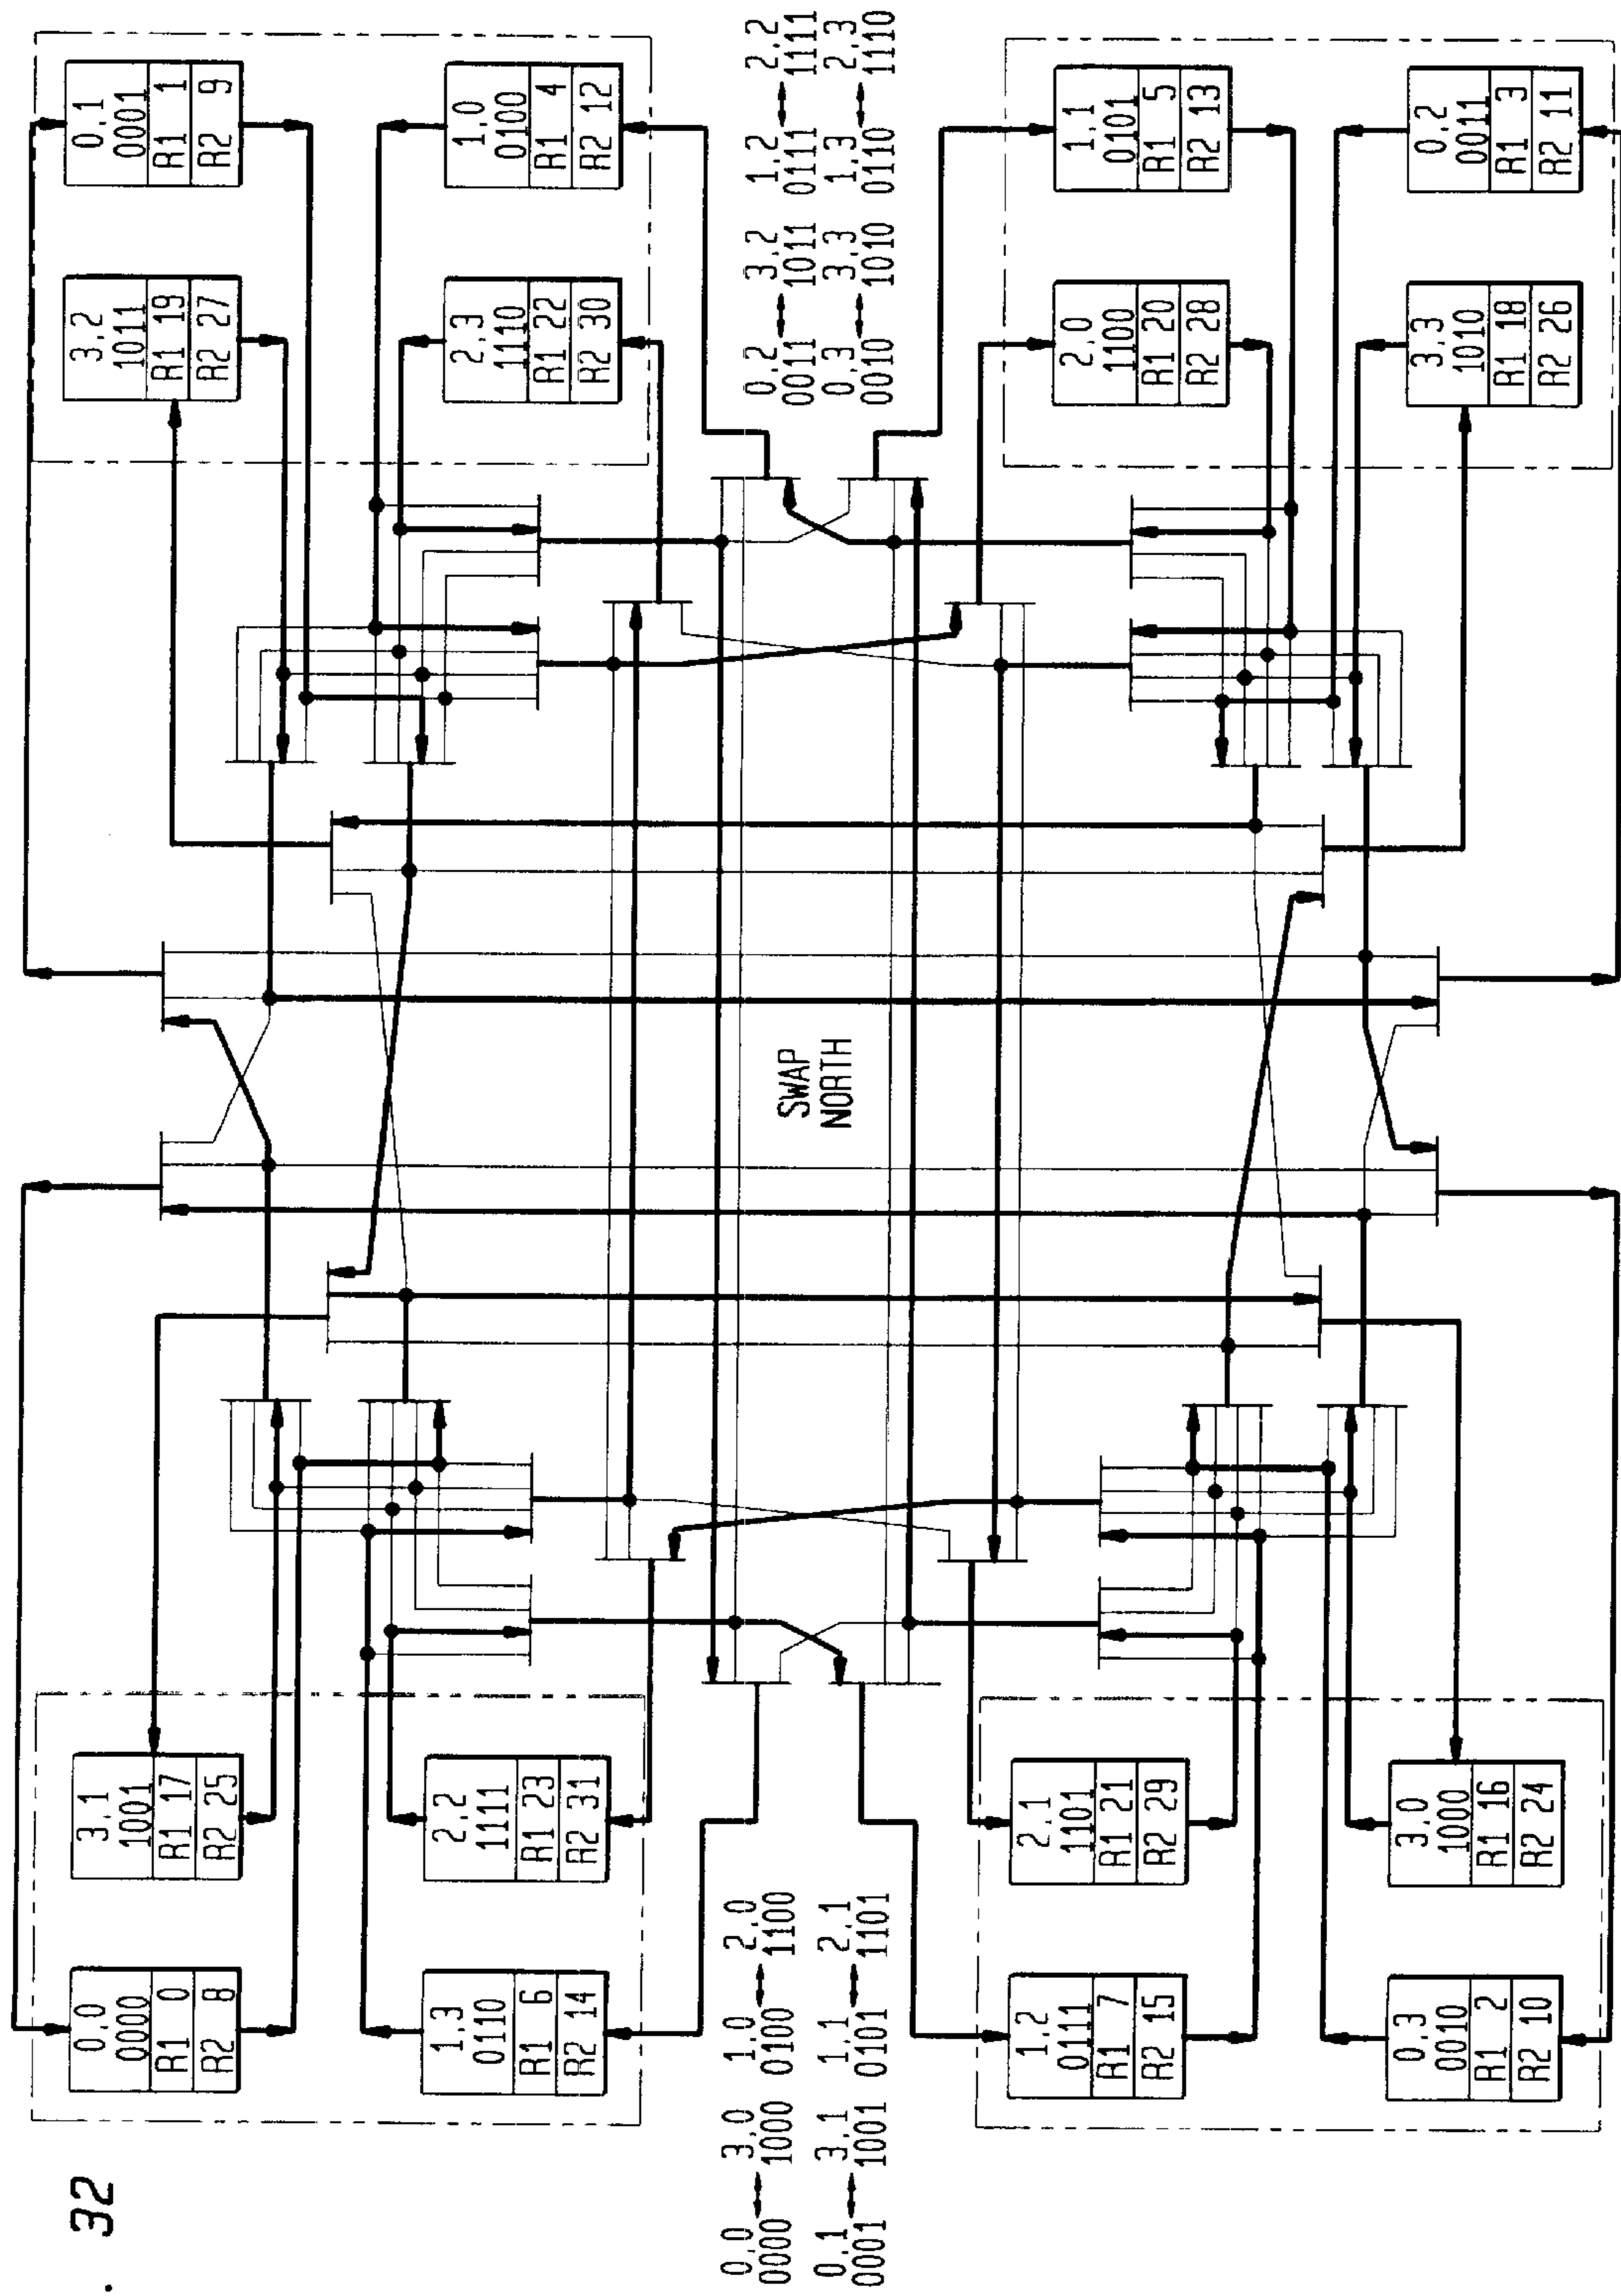 . 32
0,0
0000
R1 0
R2 8
3,1
1001
R1 17
R2 25
3,2
1011
R1 19
R2 27
0,1
0001
R1 1
R2 9
1,3
0110
R1 6
R2 14
2,2
1111
R1 23
R2 31
2,3
1110
R1 22
R2 30
1,0
0100
R1 4
R2 12
0,0 3,0 1,0 2,0
0000 1000 0100 1100
0,1 3,1 1,1 2,1
0001 1001 0101 1101
SWAP
NORTH
0,2 3,2 1,2 2,2
0011 1011 0111 1111
0,3 3,3 1,3 2,3
0010 1010 0110 1110
1,2
0111
R1 7
R2 15
2,1
1101
R1 21
R2 29
2,0
1100
R1 20
R2 28
1,1
0101
R1 5
R2 13
0,3
0010
R1 2
R2 10
3,0
1000
R1 16
R2 24
3,3
1010
R1 18
R2 26
0,2
0011
R1 3
R2 11